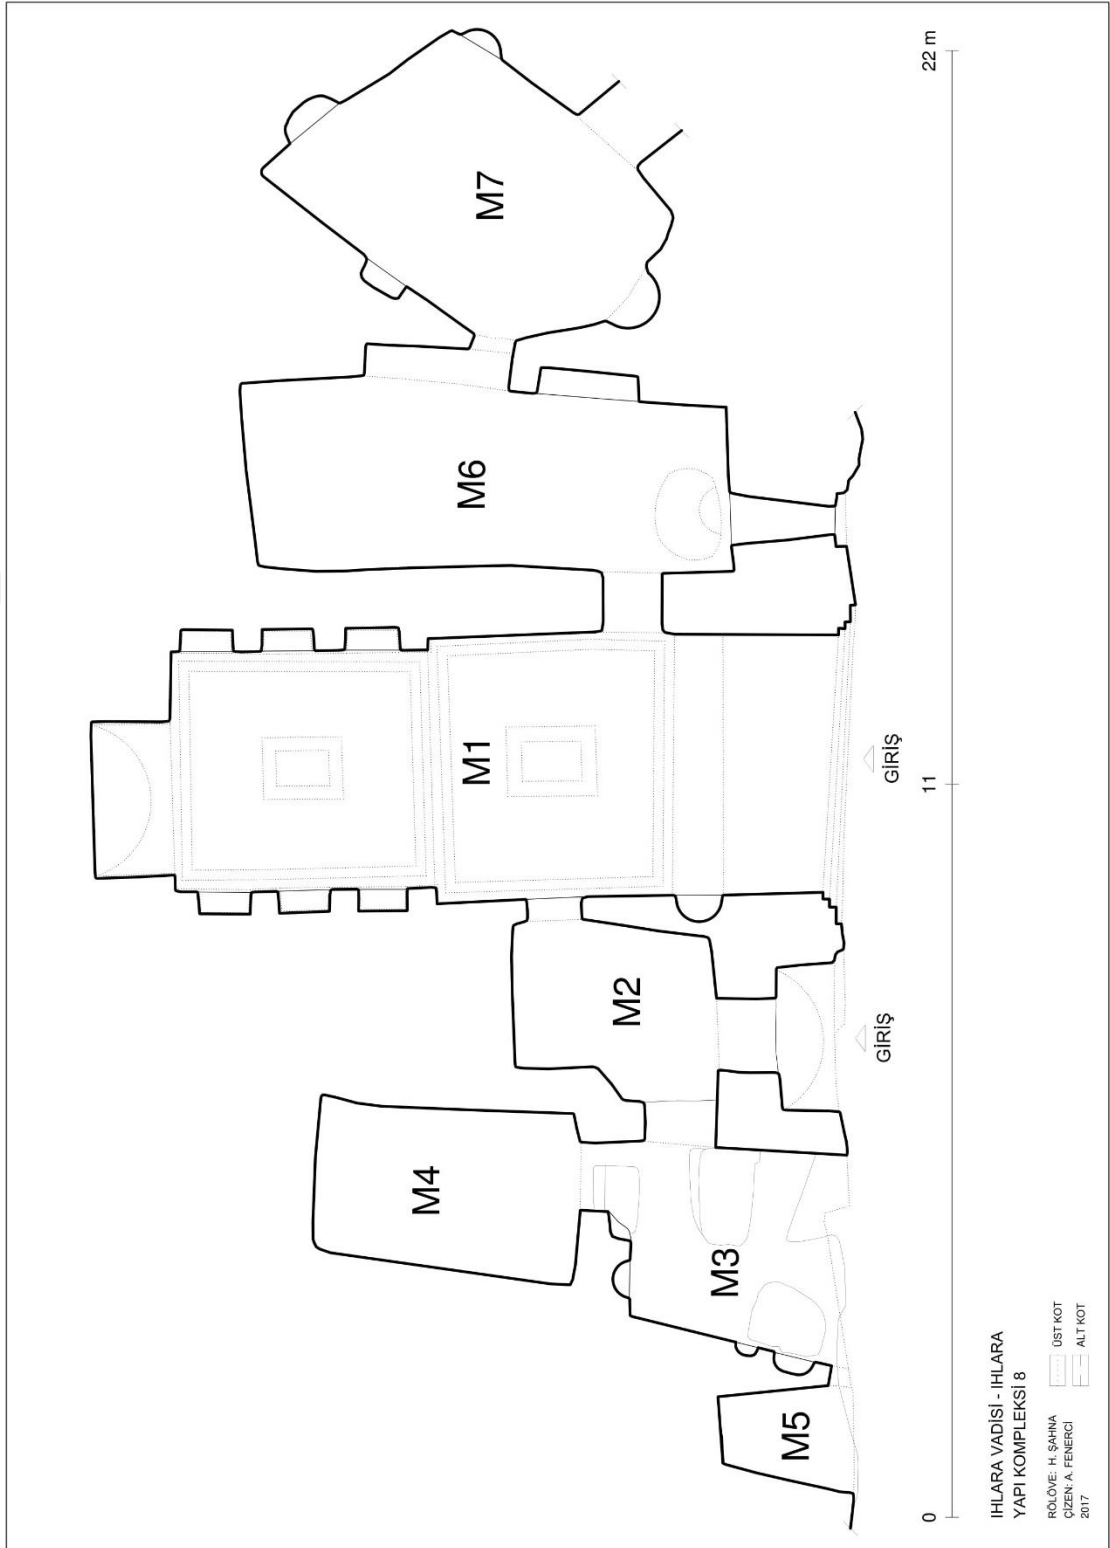 M7
M6
M1
M2
M4
M3
M5
GİRİŞ
GİRİŞ
0
11
22 m
IHLARA VADİSİ - IHLARA
YAPI KOMPLEKSİ 8
RÖLÖVE: H. ŞAHNA
ÇİZEN: A. FENERCİ
2017
ÜST KOT
ALT KOT